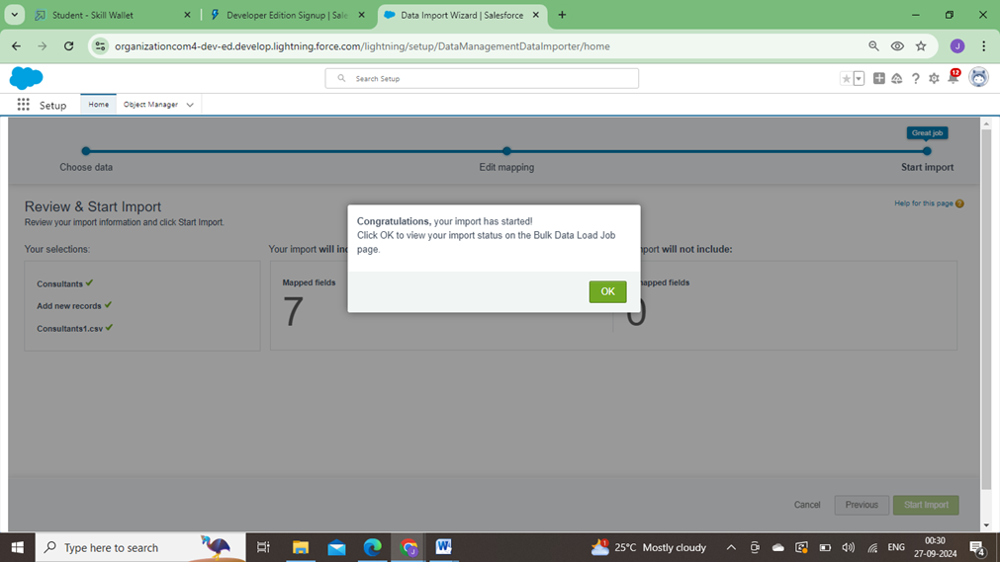 Student - Skill Wallet
Developer Edition Signup | Sale
Data Import Wizard | Salesforce
organizationcom4-dev-ed.develop.lightning.force.com/lightning/setup/DataManagementDataImporter/home
J
Search Setup
12
Setup
Home
Object Manager
Great job
Choose data
Edit mapping
Start import
Review & Start Import
Review your import information and click Start Import.
Help for this page
Your selections:
Your import will inc
mport will not include:
Consultants
Add new records
Consultants1.csv
Mapped fields
7
mapped fields
0
Congratulations, your import has started!
Click OK to view your import status on the Bulk Data Load Job
page.
OK
Cancel
Previous
Start Import
Type here to search
25°C Mostly cloudy
ENG
00:30
27-09-2024
4